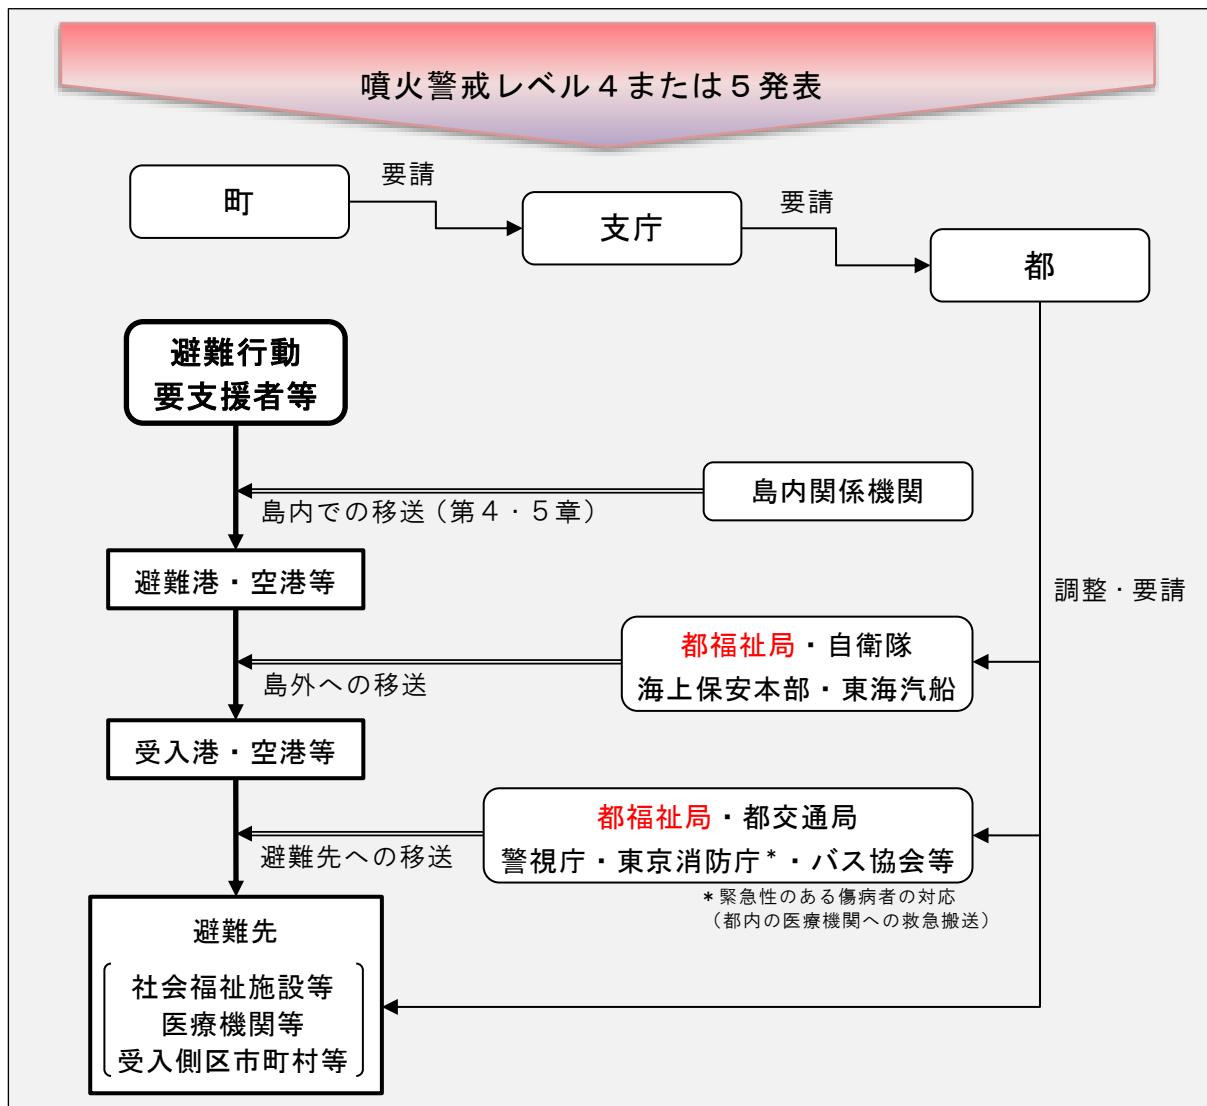 噴火警戒レベル４または５発表
町
要請
支庁
要請
都
避難行動
要支援者等
島内関係機関
島内での移送（第４・５章）
避難港・空港等
調整・要請
都福祉局・自衛隊
海上保安本部・東海汽船
島外への移送
受入港・空港等
都福祉局・都交通局
警視庁・東京消防庁*・バス協会等
避難先への移送
*緊急性のある傷病者の対応
（都内の医療機関への救急搬送）
避難先
社会福祉施設等
医療機関等
受入側区市町村等